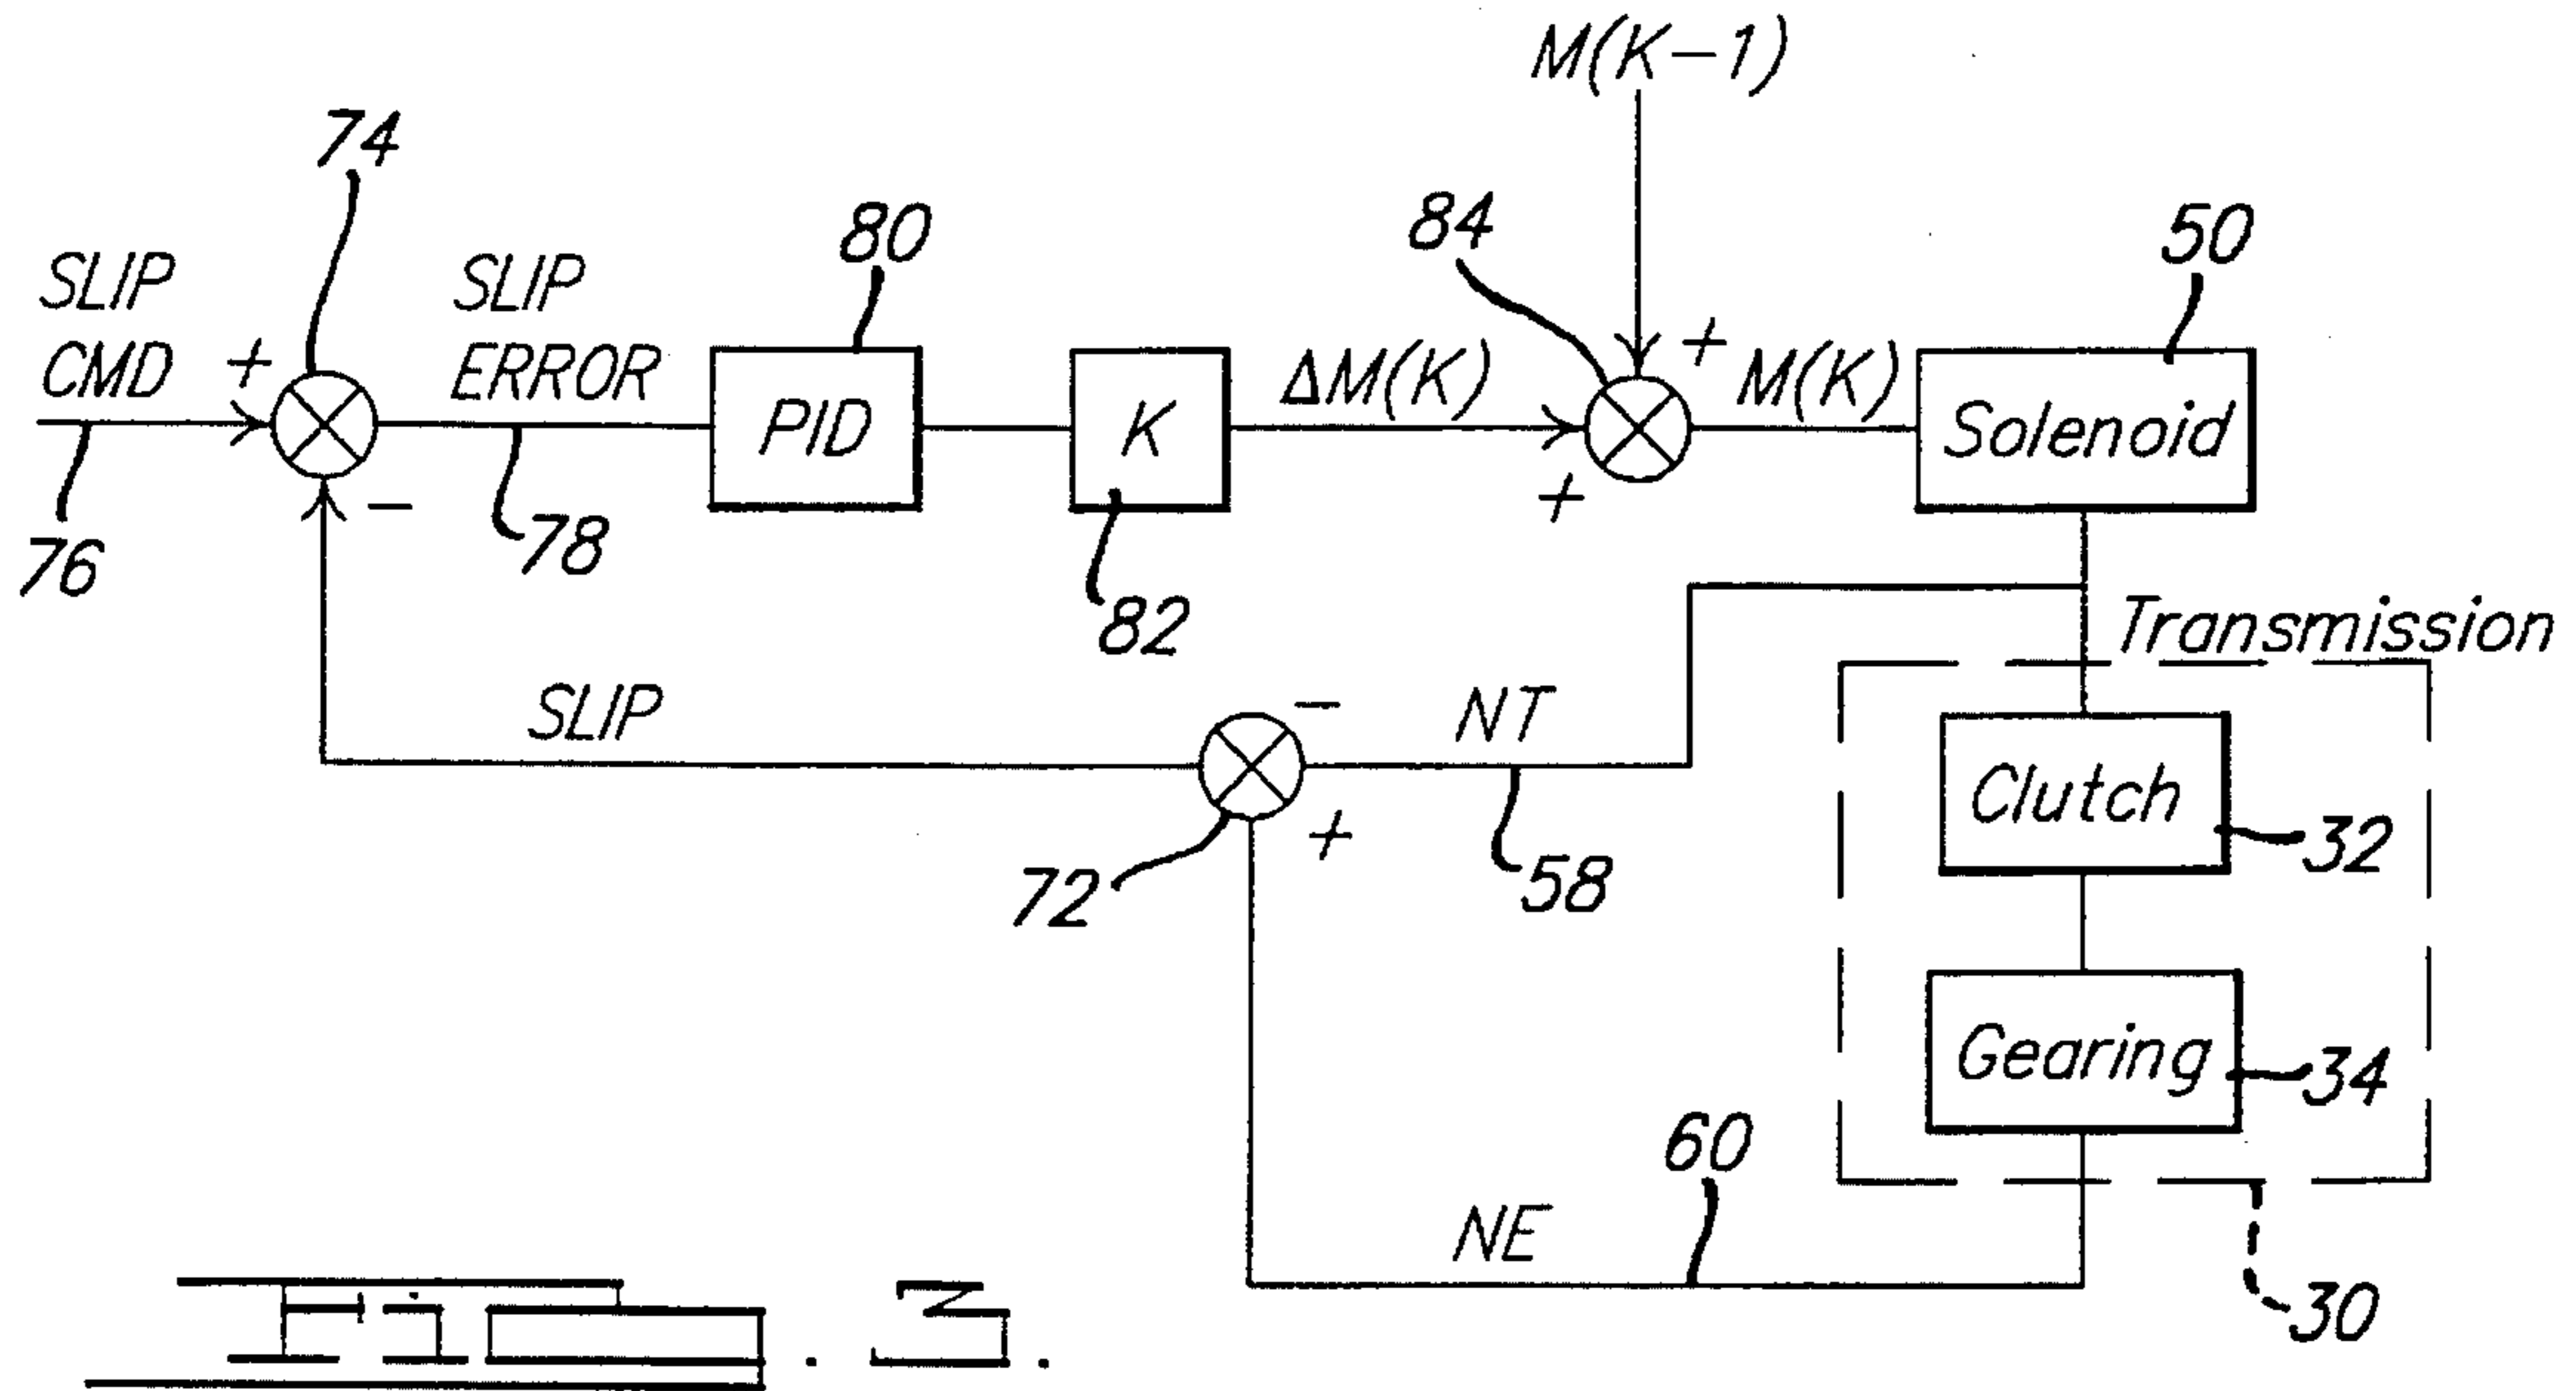 M(K-1)
74
80
84
50
SLIP
CMD
+
SLIP
ERROR
PID
K
ΔM(K)
+
M(K)
Solenoid
-
+
76
78
82
Transmission
SLIP
-
NT
+
Clutch
32
72
58
Gearing
34
60
NE
30
Fig. 3.